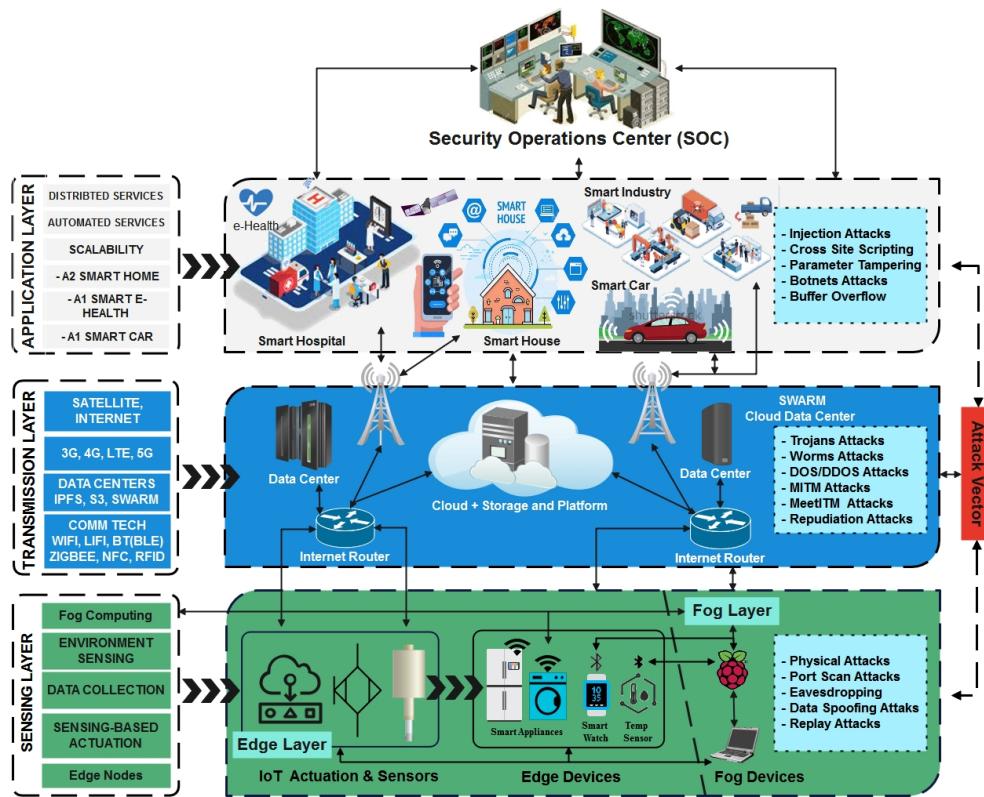 Security Operations Center (SOC)
APPLICATION LAYER
DISTRIBTED SERVICES
AUTOMATED SERVICES
SCALABILITY
- A2 SMART HOME
- A1 SMART E-
HEALTH
- A1 SMART CAR
e-Health
Smart Hospital
SMART
HOUSE
@
H
Smart House
Smart Industry
Smart Car
- Injection Attacks
- Cross Site Scripting
- Parameter Tampering
- Botnets Attacks
- Buffer Overflow
TRANSMISSION LAYER
SATELLITE,
INTERNET
3G, 4G, LTE, 5G
DATA CENTERS
IPFS, S3, SWARM
COMM TECH
WIFI, LIFI, BT(BLE)
ZIGBEE, NFC, RFID
Data Center
Internet Router
Cloud + Storage and Platform
SWARM
Cloud Data Center
Data Center
Internet Router
- Trojans Attacks
- Worms Attacks
- DOS/DDOS Attacks
- MITM Attacks
- MeetITM Attacks
- Repudiation Attacks
Attack Vector
SENSING LAYER
Fog Computing
ENVIRONMENT
SENSING
DATA COLLECTION
SENSING-BASED
ACTUATION
Edge Nodes
Edge Layer
IoT Actuation & Sensors
Smart Appliances
10
35
Smart
Watch
Temp
Sensor
Edge Devices
Fog Layer
Fog Devices
- Physical Attacks
- Port Scan Attacks
- Eavesdropping
- Data Spoofing Attaks
- Replay Attacks